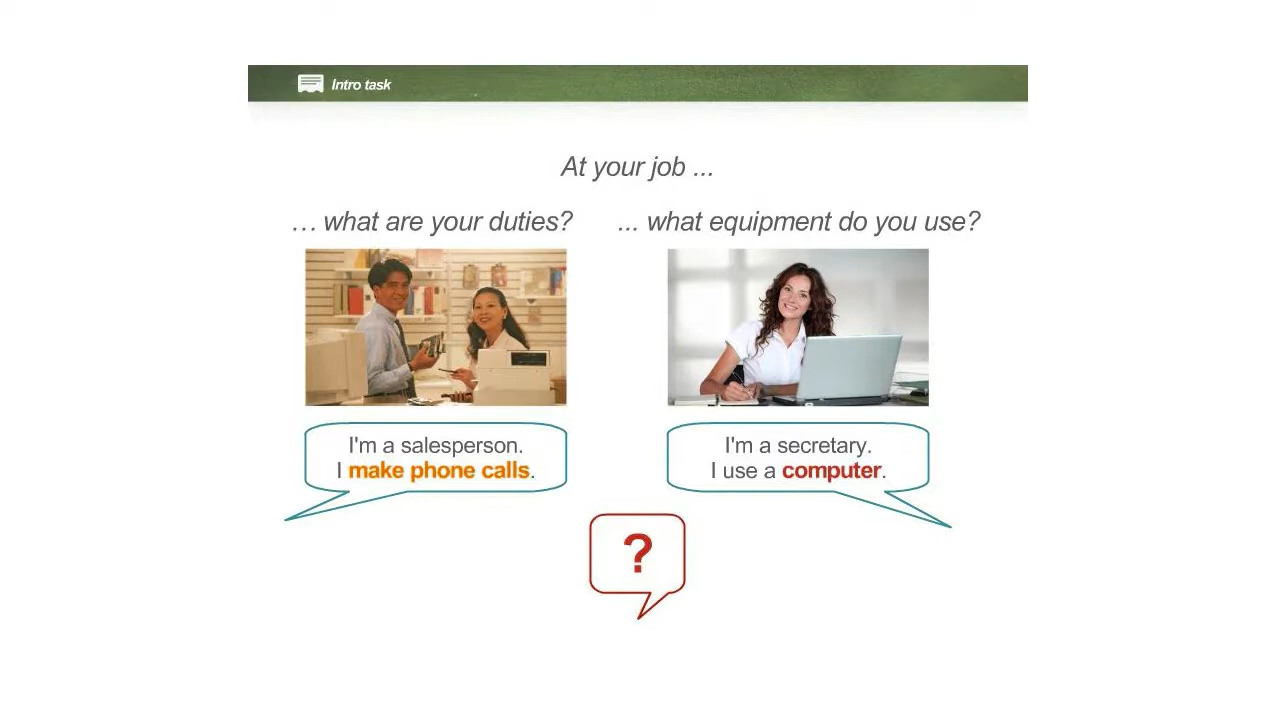 Intro task
At your job ...
... what are your duties?
... what equipment do you use?
I'm a salesperson.
I make phone calls.
I'm a secretary.
I use a computer.
?